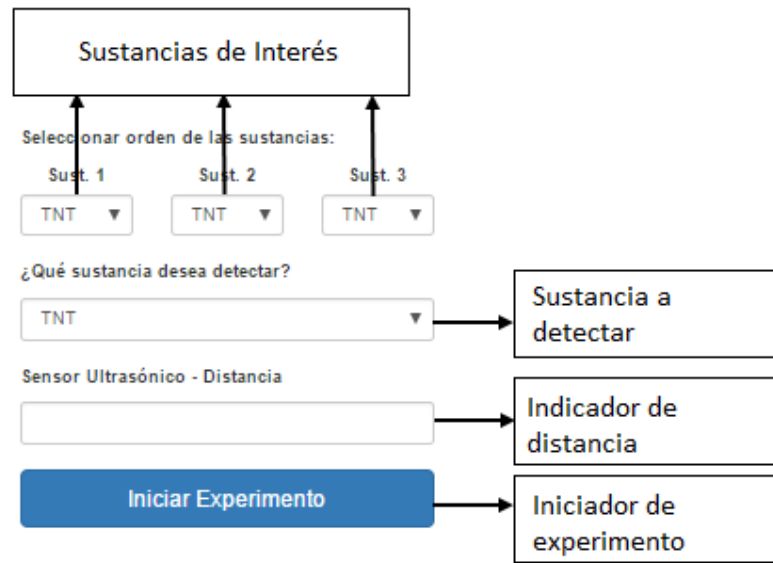 Sustancias de Interés
Seleccionar orden de las sustancias:
Sust. 1 Sust. 2 Sust. 3
TNT TNT TNT
¿Qué sustancia desea detectar?
TNT
Sustancia a
detectar
Sensor Ultrasónico - Distancia
Indicador de
distancia
Iniciar Experimento
Iniciador de
experimento